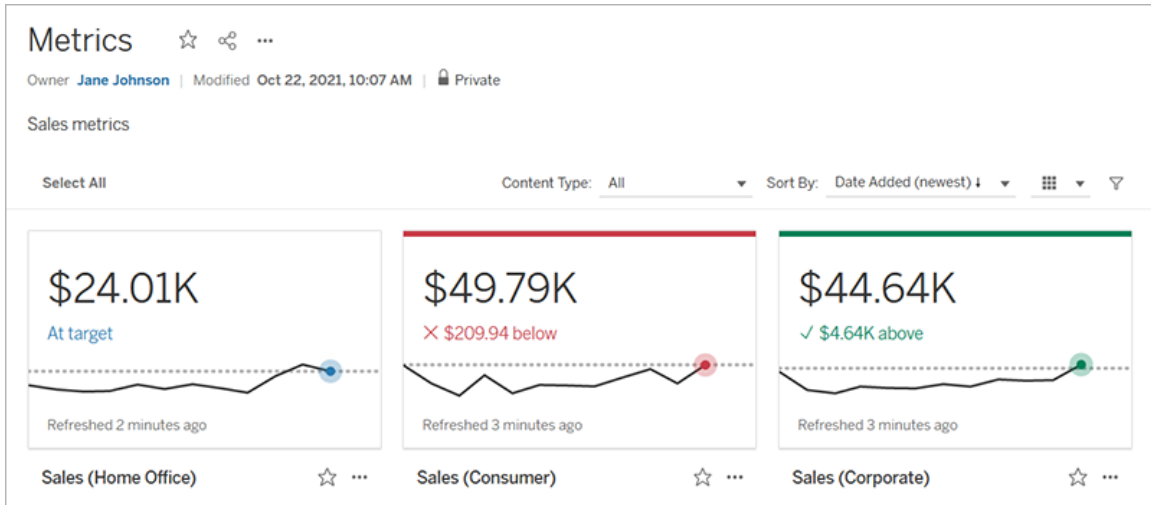 Metrics
Owner Jane Johnson | Modified Oct 22, 2021, 10:07 AM | Private
Sales metrics
Select All Content Type: All Sort By: Date Added (newest) ↓
$24.01K $49.79K $44.64K
At target × $209.94 below ✓ $4.64K above
Refreshed 2 minutes ago Refreshed 3 minutes ago Refreshed 3 minutes ago
Sales (Home Office) Sales (Consumer) Sales (Corporate)